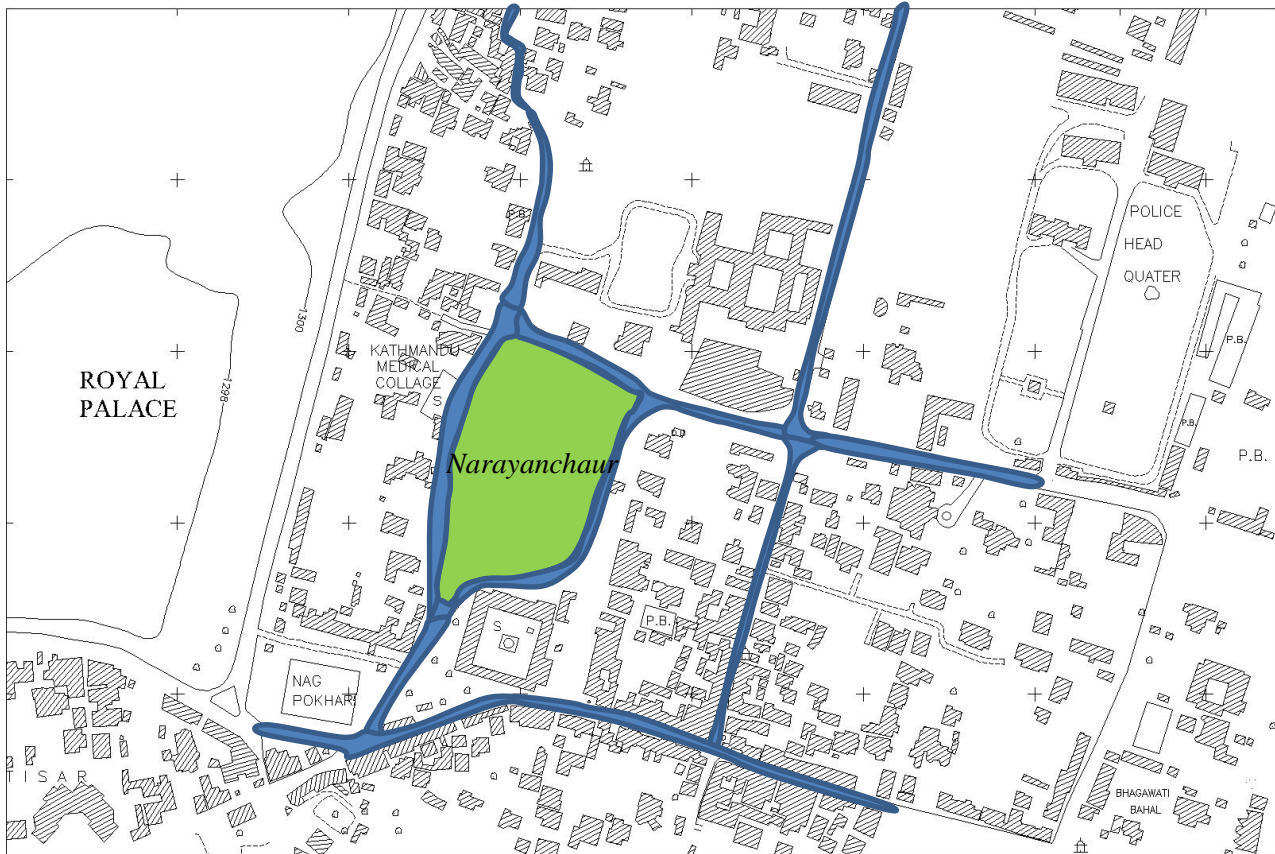 P.B.
POLICE
HEAD
QUATER
1300
P.B.
KATHMANDU
MEDICAL
COLLAGE
S
ROYAL
PALACE
1298
P.B.
P.B.
Narayanchaur
S
P.B.
NAG
POKHARI
TISAR
BHAGAWATI
BAHAL